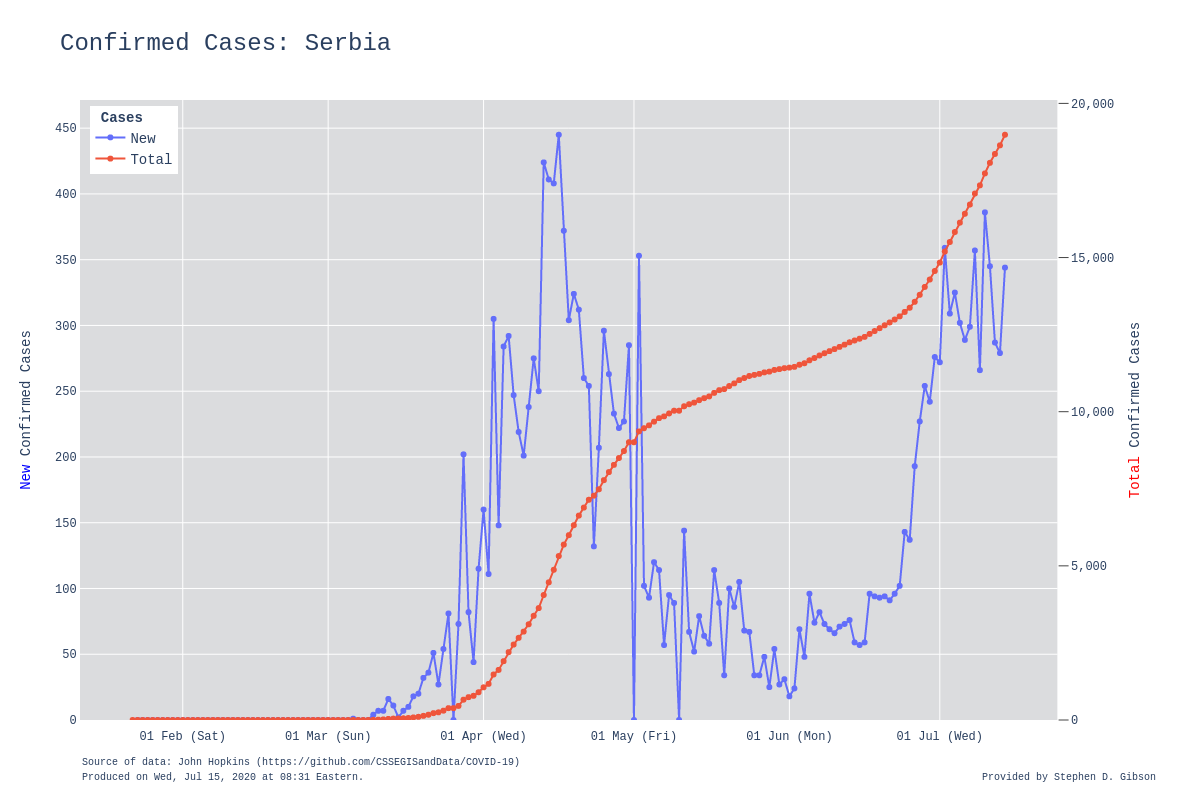 Confirmed Cases: Serbia
Cases
New
Total
450
400
350
300
250
200
150
100
50
0
New Confirmed Cases
20,000
15,000
10,000
5,000
0
Total Confirmed Cases
01 Feb (Sat)
01 Mar (Sun)
01 Apr (Wed)
01 May (Fri)
01 Jun (Mon)
01 Jul (Wed)
Source of data: John Hopkins (https://github.com/CSSEGISandData/COVID-19)
Produced on Wed, Jul 15, 2020 at 08:31 Eastern.
Provided by Stephen D. Gibson